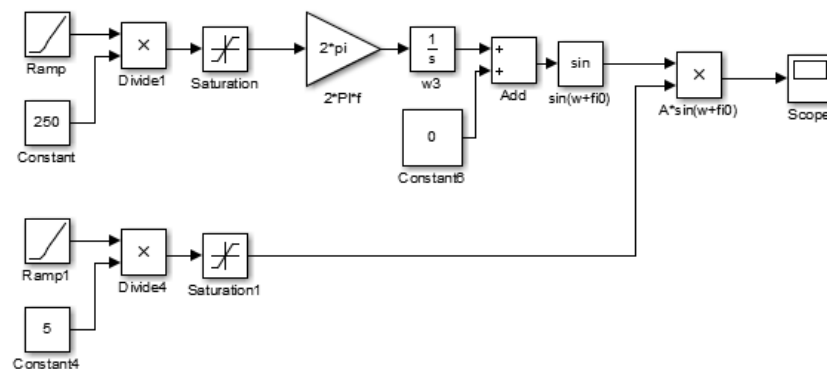 Ramp
Divide1
Saturation
2*pi
2*PI*f
1
s
w3
+
+
Add
sin
sin(w+fi0)
×
A*sin(w+fi0)
Scope
250
Constant
0
Constant6
Ramp1
×
Divide4
Saturation1
5
Constant4